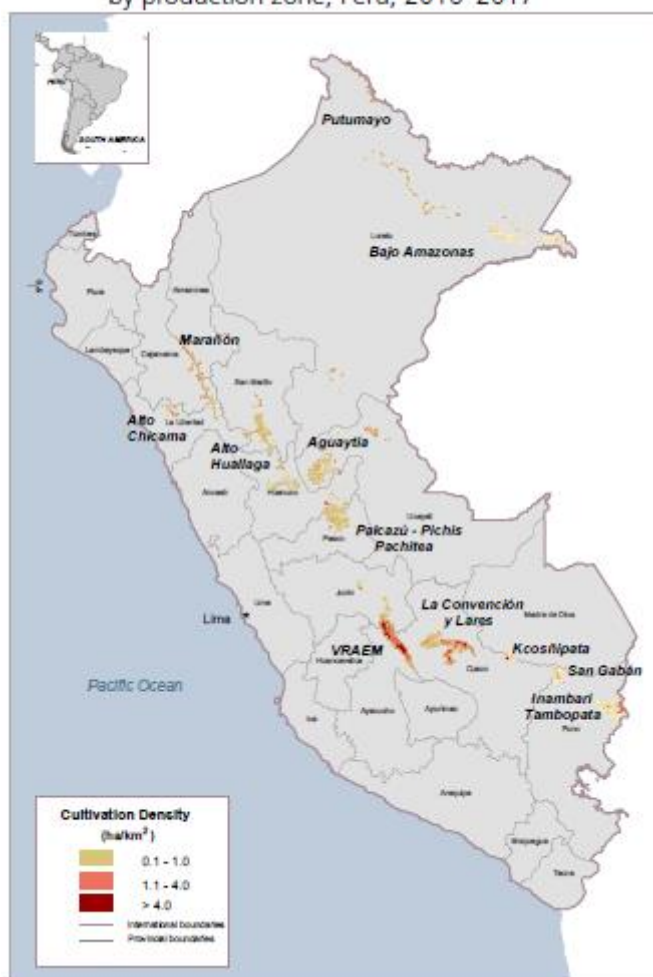 by production zone, Peru, 2016–2017
PERU
SOUTH AMERICA
Putumayo
Loreto
Bajo Amazonas
Tumbes
Piura
Amazonas
Lambayeque
Cajamarca
Marañón
San Martín
Alto
Chicama
La Libertad
Alto
Huallaga
Aguaytía
Ancash
Huánuco
Ucayali
Pasco
Palcazú - Pichis
Pachitea
Junín
La Convención
y Lares
Madre de Dios
Lima
Lima
VRAEM
Kcosñipata
Huancavelica
Cusco
San Gabán
Pacific Ocean
Inambari
Tambopata
Ica
Ayacucho
Apurímac
Puno
Arequipa
Moquegua
Tacna
Cultivation Density
(ha/km²)
0.1 - 1.0
1.1 - 4.0
> 4.0
International boundaries
Provincial boundaries